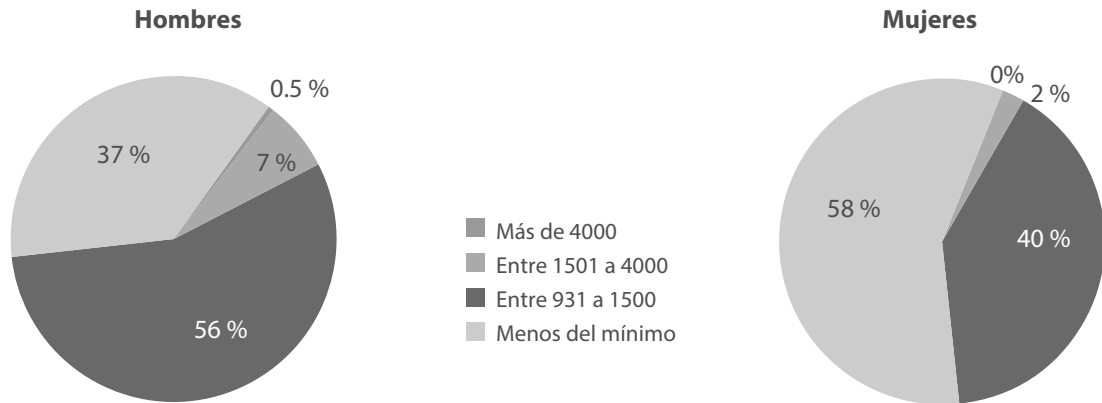 Hombres
0.5 %
37 %
7 %
56 %
Más de 4000
Entre 1501 a 4000
Entre 931 a 1500
Menos del mínimo
Mujeres
0%
2 %
58 %
40 %